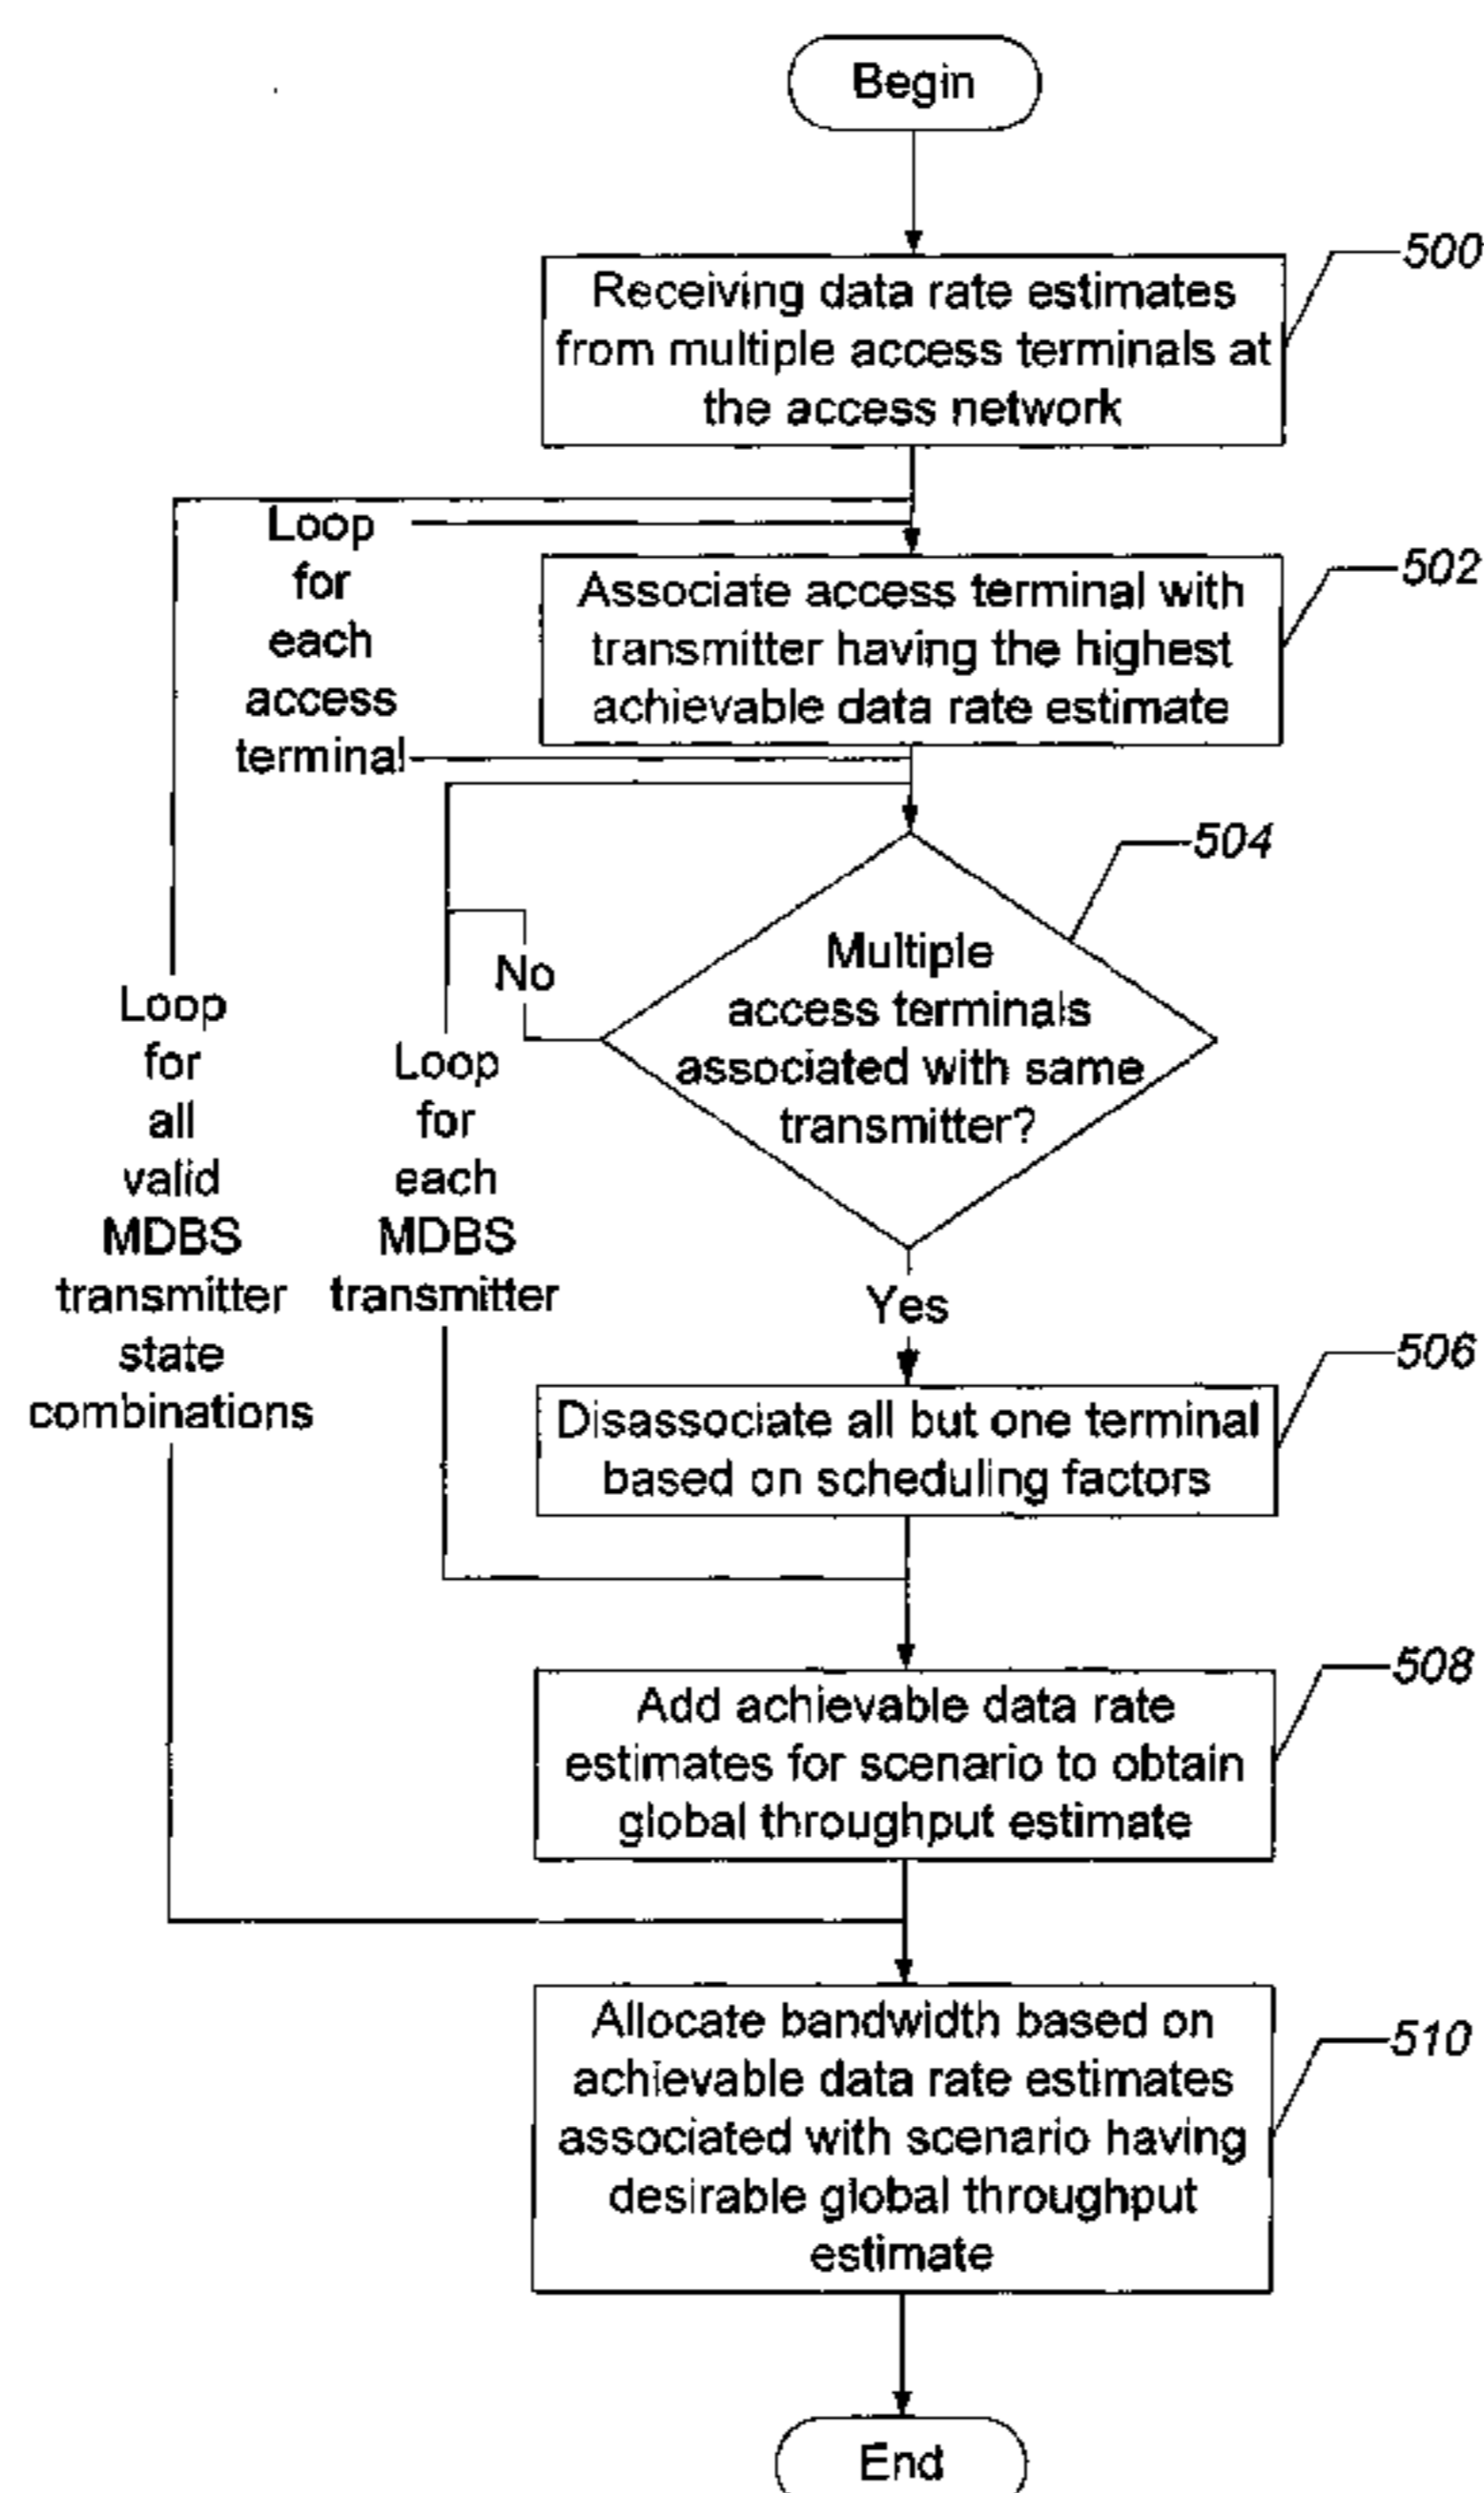 Begin
500
Receiving data rate estimates
from multiple access terminals at
the access network
Loop
for
each
access
terminal
502
Associate access terminal with
transmitter having the highest
achievable data rate estimate
504
Multiple
access terminals
associated with same
transmitter?
No
Loop
for
all
valid
MDBS
transmitter
state
combinations
Loop
for
each
MDBS
transmitter
Yes
506
Disassociate all but one terminal
based on scheduling factors
508
Add achievable data rate
estimates for scenario to obtain
global throughput estimate
510
Allocate bandwidth based on
achievable data rate estimates
associated with scenario having
desirable global throughput
estimate
End